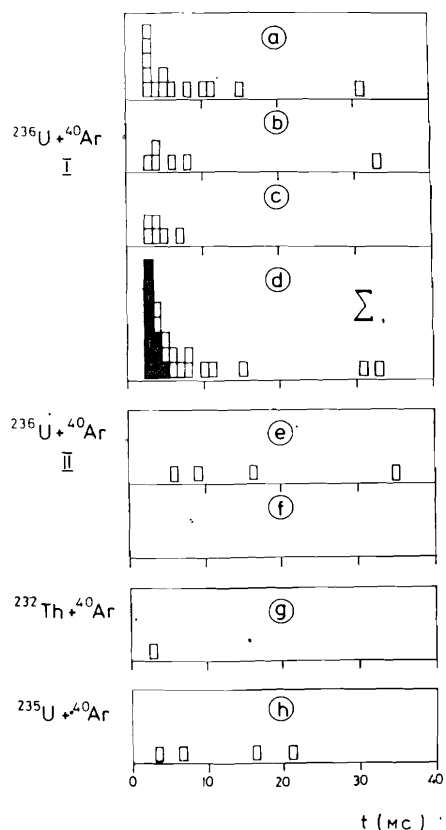 ⓐ
²³⁶U + ⁴⁰Ar
I
ⓑ
ⓒ
ⓓ
Σ
²³⁶U + ⁴⁰Ar
II
ⓔ
ⓕ
²³²Th + ⁴⁰Ar
ⓖ
²³⁵U + ⁴⁰Ar
ⓗ
0 10 20 30 40
t (мс)